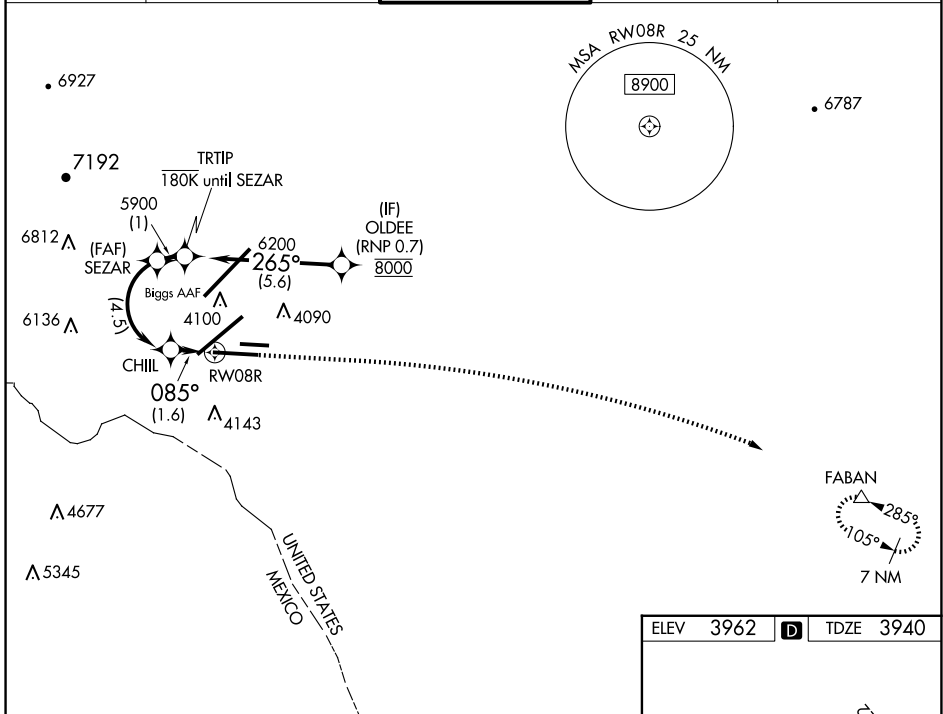 MSA RW08R 25 NM
8900
6927
6787
7192
TRTIP
180K until SEZAR
5900
(1)
(IF)
OLDEE
(RNP 0.7)
8000
6812
(FAF)
SEZAR
6200
265°
(5.6)
Biggs AAF
(4.5)
4100
4090
6136
CHIIL
RW08R
085°
(1.6)
4143
FABAN
285°
105°
7 NM
4677
5345
UNITED STATES
MEXICO
ELEV 3962 D TDZE 3940